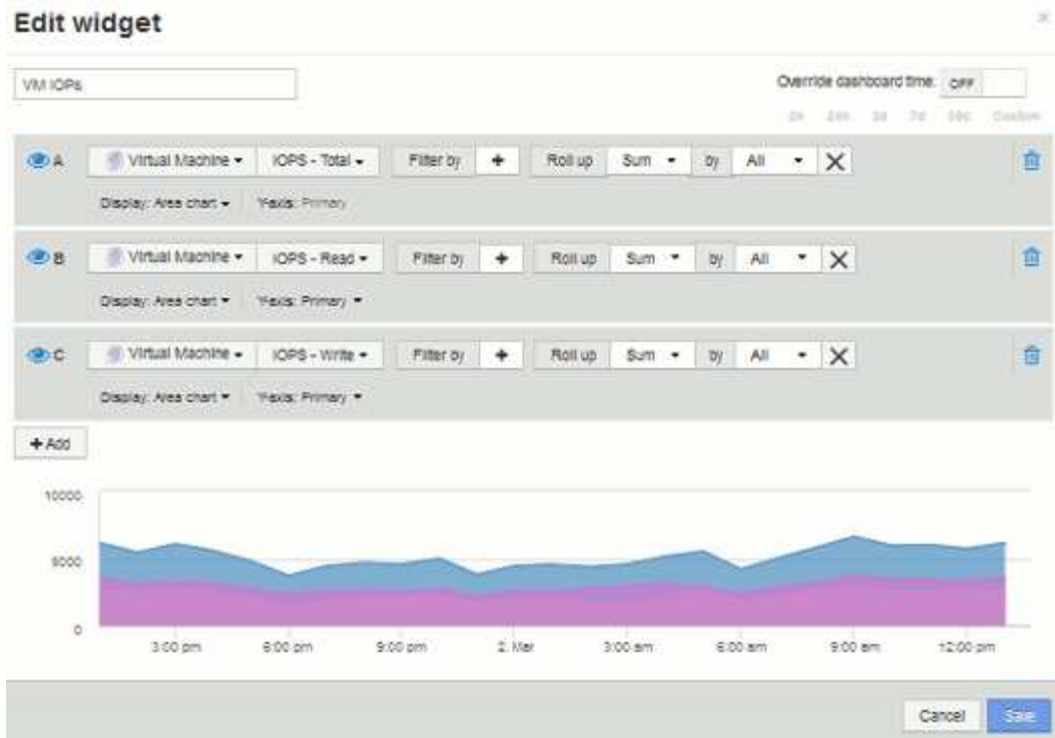 Edit widget
VM IOPs
Override dashboard time: OFF
3d 7d Custom
A Virtual Machine IOPS - Total Filter by + Roll up Sum by All
Display: Area chart Y-axis: Primary
B Virtual Machine IOPS - Read Filter by + Roll up Sum by All
Display: Area chart Y-axis: Primary
C Virtual Machine IOPS - Write Filter by + Roll up Sum by All
Display: Area chart Y-axis: Primary
+ Add
10000
5000
0
3:00 pm 6:00 pm 9:00 pm 2. Mar 3:00 am 6:00 am 9:00 am 12:00 pm
Cancel Save